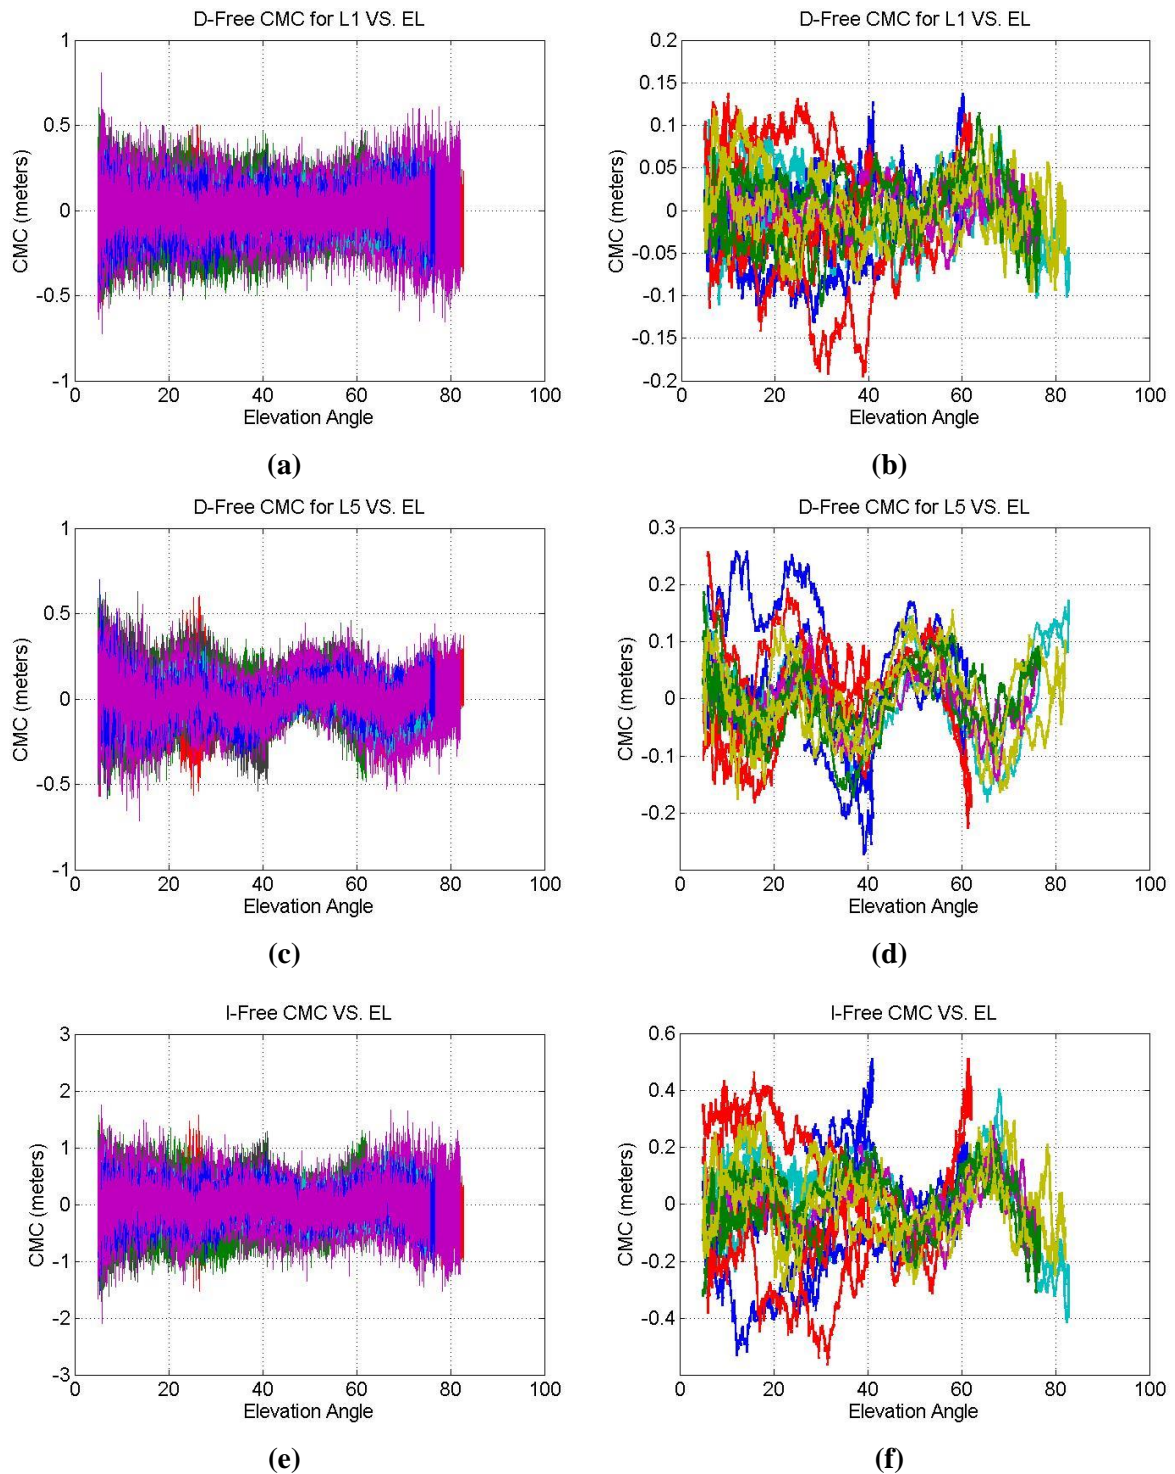 D-Free CMC for L1 VS. EL
CMC (meters)
1
0.5
0
-0.5
-1
0 20 40 60 80 100
Elevation Angle
(a)
D-Free CMC for L1 VS. EL
CMC (meters)
0.2
0.15
0.1
0.05
0
-0.05
-0.1
-0.15
-0.2
0 20 40 60 80 100
Elevation Angle
(b)
D-Free CMC for L5 VS. EL
CMC (meters)
1
0.5
0
-0.5
-1
0 20 40 60 80 100
Elevation Angle
(c)
D-Free CMC for L5 VS. EL
CMC (meters)
0.3
0.2
0.1
0
-0.1
-0.2
0 20 40 60 80 100
Elevation Angle
(d)
I-Free CMC VS. EL
CMC (meters)
3
2
1
0
-1
-2
-3
0 20 40 60 80 100
Elevation Angle
(e)
I-Free CMC VS. EL
CMC (meters)
0.6
0.4
0.2
0
-0.2
-0.4
0 20 40 60 80 100
Elevation Angle
(f)